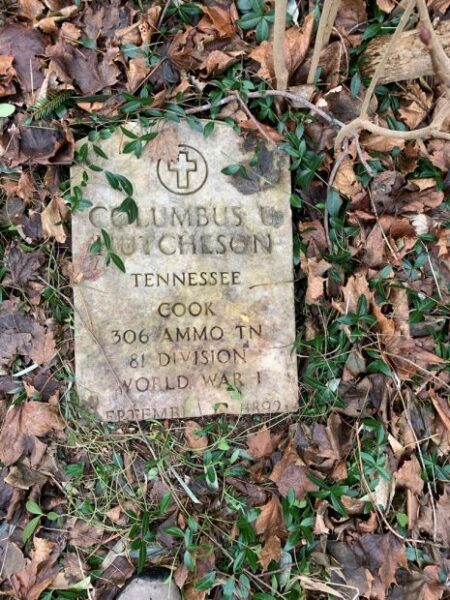 COLUMBUS U
HUTCHESON
TENNESSEE
COOK
306 AMMO TN
81 DIVISION
WORLD WAR I
1892